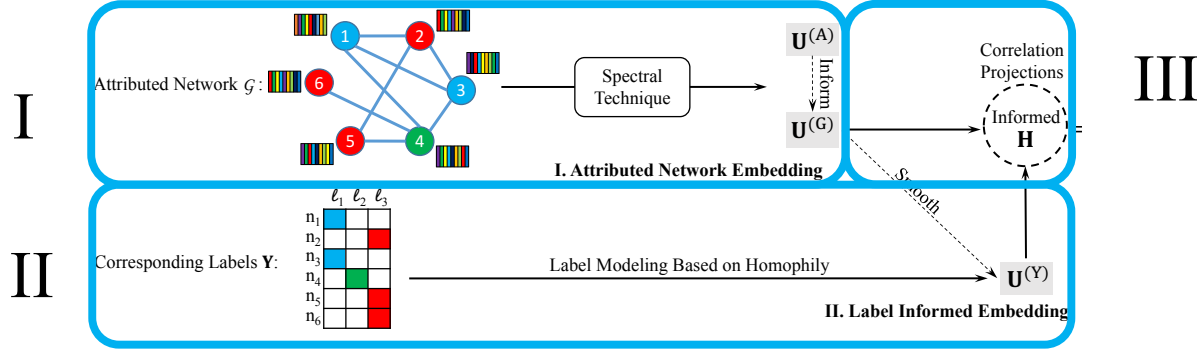 I
Attributed Network 𝒢:
1
2
3
4
5
6
Spectral
Technique
U^(A)
Inform
U^(G)
I. Attributed Network Embedding
Correlation
Projections
Informed
H
III
Smooth
II
Corresponding Labels Y:
ℓ1 ℓ2 ℓ3
n1
n2
n3
n4
n5
n6
Label Modeling Based on Homophily
U^(Y)
II. Label Informed Embedding